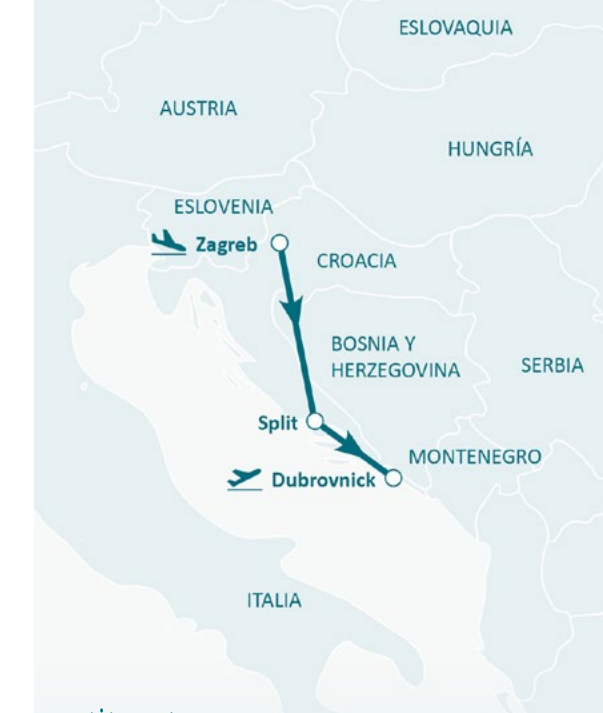 ESLOVAQUIA
AUSTRIA
HUNGRÍA
ESLOVENIA
Zagreb
CROACIA
BOSNIA Y
HERZEGOVINA
SERBIA
Split
MONTENEGRO
Dubrovnick
ITALIA